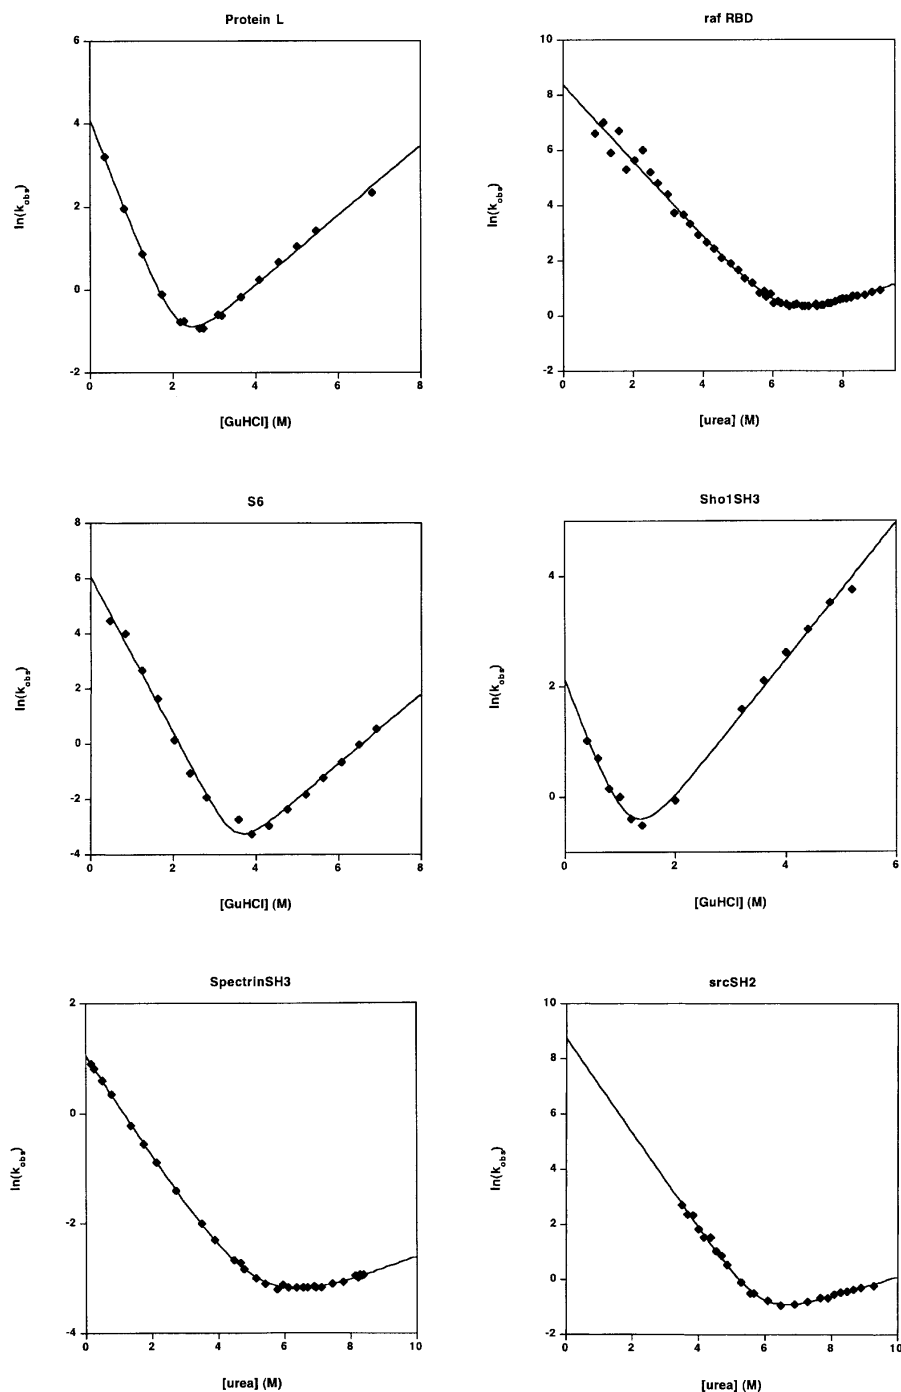 Protein L
6
4
2
0
-2
ln(kobs)
0 2 4 6 8
[GuHCl] (M)
raf RBD
10
8
6
4
2
0
-2
ln(kobs)
0 2 4 6 8
[urea] (M)
S6
8
6
4
2
0
-2
-4
ln(kobs)
0 2 4 6 8
[GuHCl] (M)
Sho1SH3
4
2
0
ln(kobs)
0 2 4 6
[GuHCl] (M)
SpectrinSH3
2
0
-2
-4
ln(kobs)
0 2 4 6 8 10
[urea] (M)
srcSH2
10
8
6
4
2
0
-2
ln(kobs)
0 2 4 6 8 10
[urea] (M)